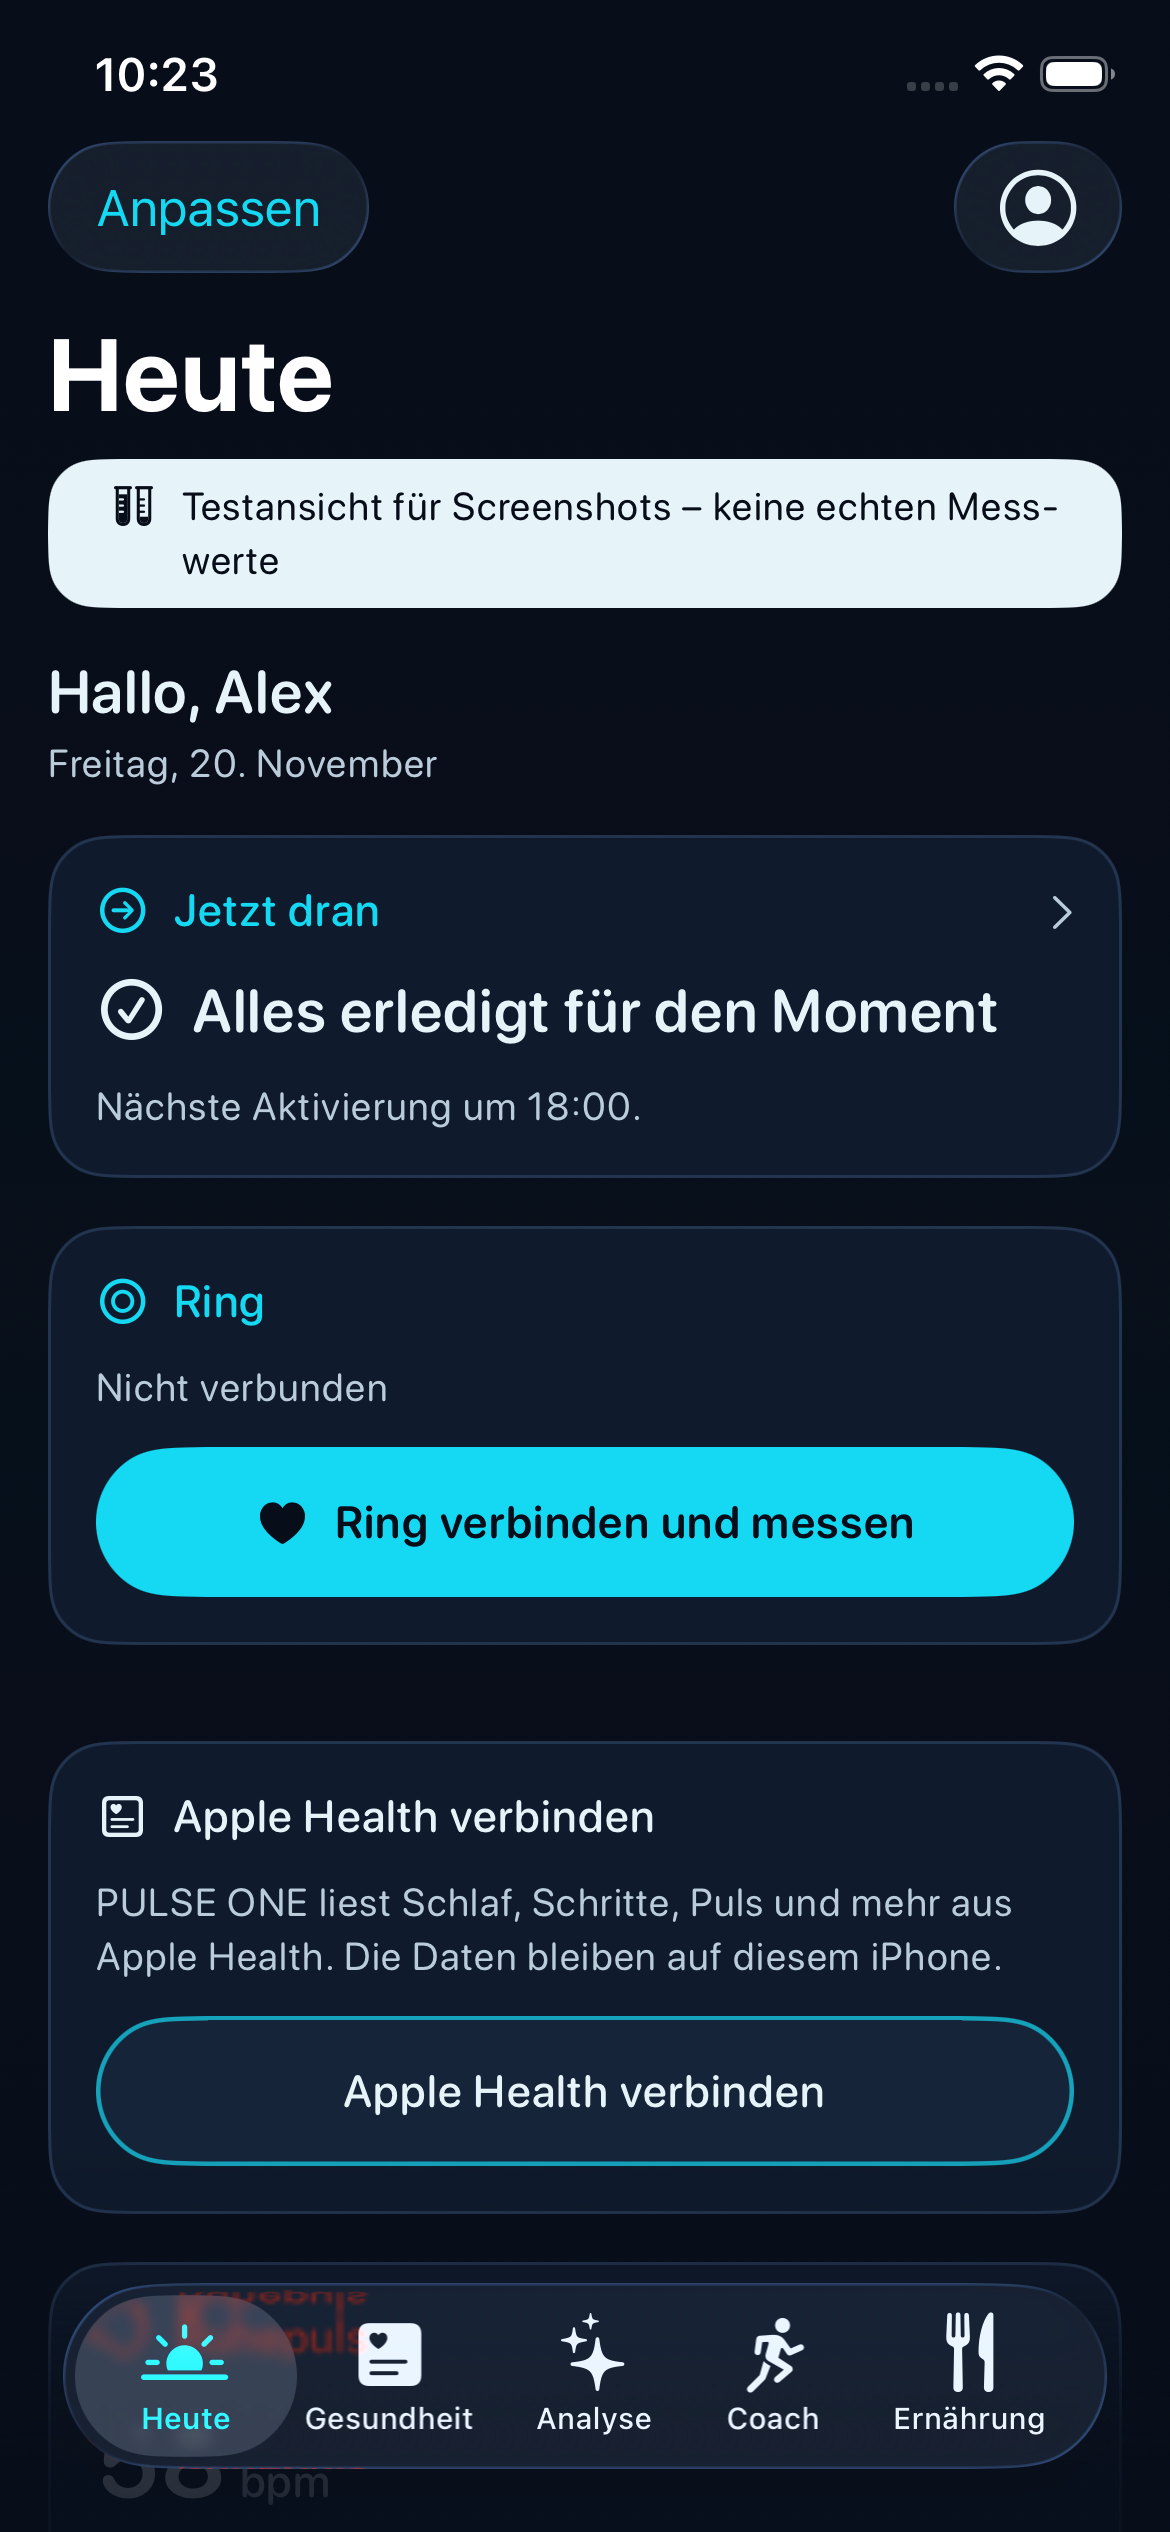 10:23
Anpassen
Heute
Testansicht für Screenshots – keine echten Mess-
werte
Hallo, Alex
Freitag, 20. November
Jetzt dran
Alles erledigt für den Moment
Nächste Aktivierung um 18:00.
Ring
Nicht verbunden
Ring verbinden und messen
Apple Health verbinden
PULSE ONE liest Schlaf, Schritte, Puls und mehr aus
Apple Health. Die Daten bleiben auf diesem iPhone.
Apple Health verbinden
Heute
Gesundheit
Analyse
Coach
Ernährung
bpm